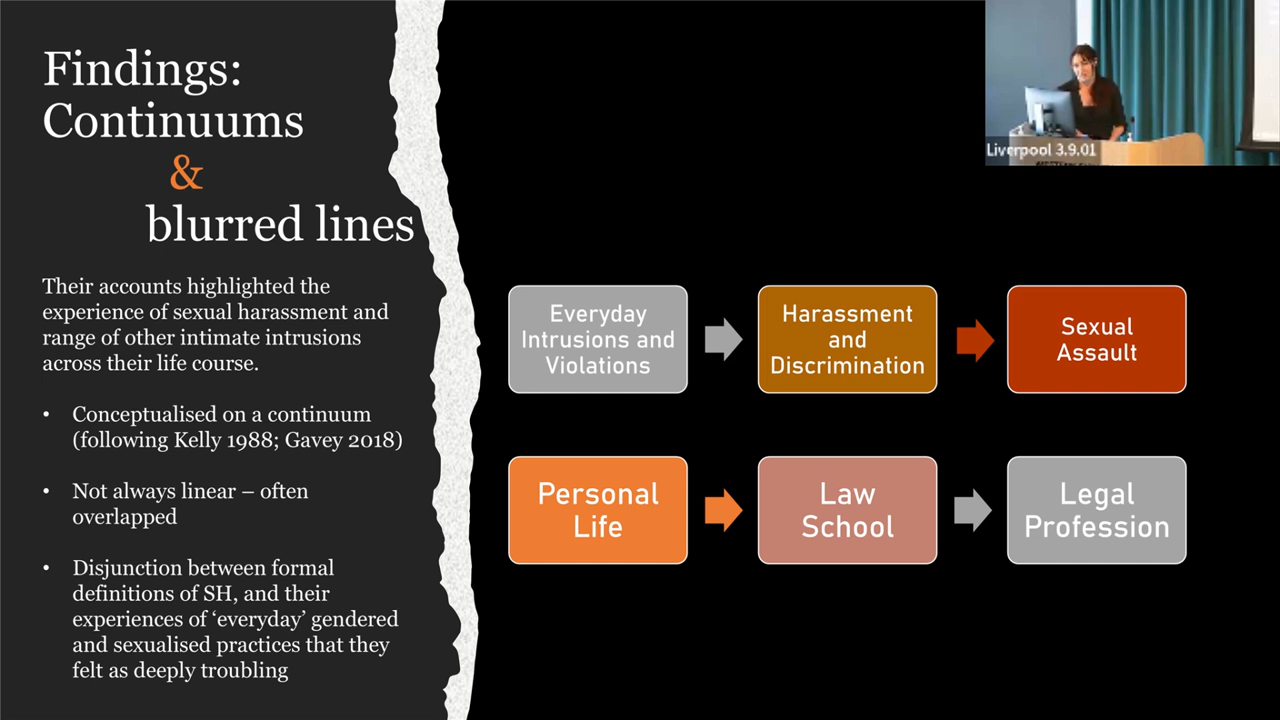 Findings:
Continuums
&
blurred lines
Their accounts highlighted the
experience of sexual harassment and
range of other intimate intrusions
across their life course.
• Conceptualised on a continuum
(following Kelly 1988; Gavey 2018)
• Not always linear – often
overlapped
• Disjunction between formal
definitions of SH, and their
experiences of ‘everyday’ gendered
and sexualised practices that they
felt as deeply troubling
Liverpool 3.9.01
Everyday
Intrusions and
Violations
Harassment
and
Discrimination
Sexual
Assault
Personal
Life
Law
School
Legal
Profession